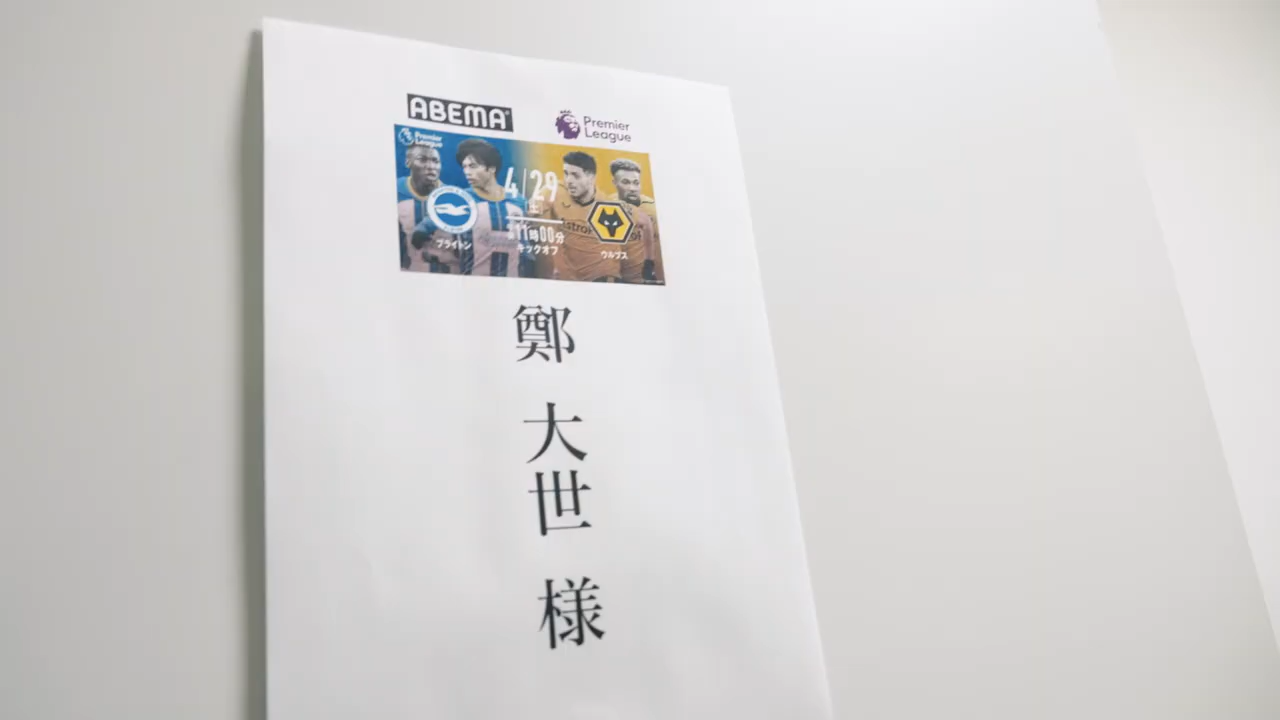 ABEMA
Premier
League
Premier
League
4/29
[土]
11時00分
キックオフ
ブライトン
ウルブス
鄭
大世
様